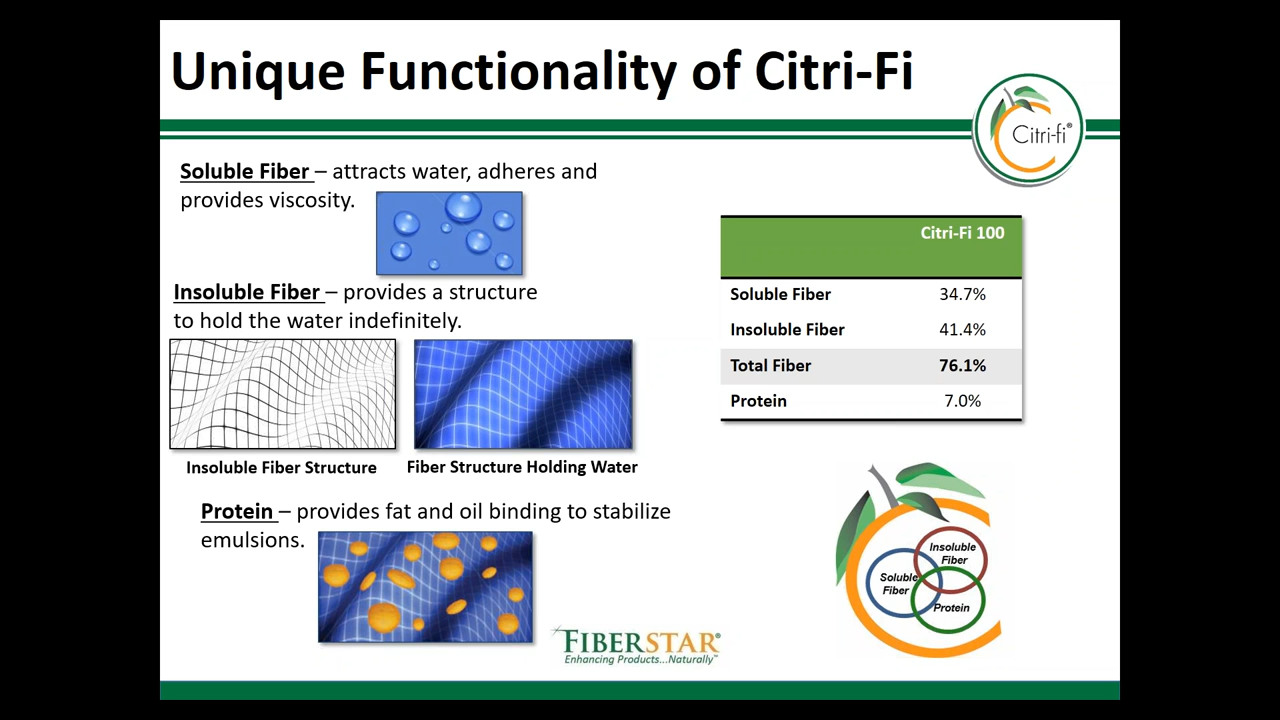 Unique Functionality of Citri-Fi
Citri-fi®
Soluble Fiber – attracts water, adheres and
provides viscosity.
Insoluble Fiber – provides a structure
to hold the water indefinitely.
Insoluble Fiber Structure
Fiber Structure Holding Water
Protein – provides fat and oil binding to stabilize
emulsions.
Citri-Fi 100
Soluble Fiber 34.7%
Insoluble Fiber 41.4%
Total Fiber 76.1%
Protein 7.0%
Insoluble
Fiber
Soluble
Fiber
Protein
FIBERSTAR®
Enhancing Products...Naturally™